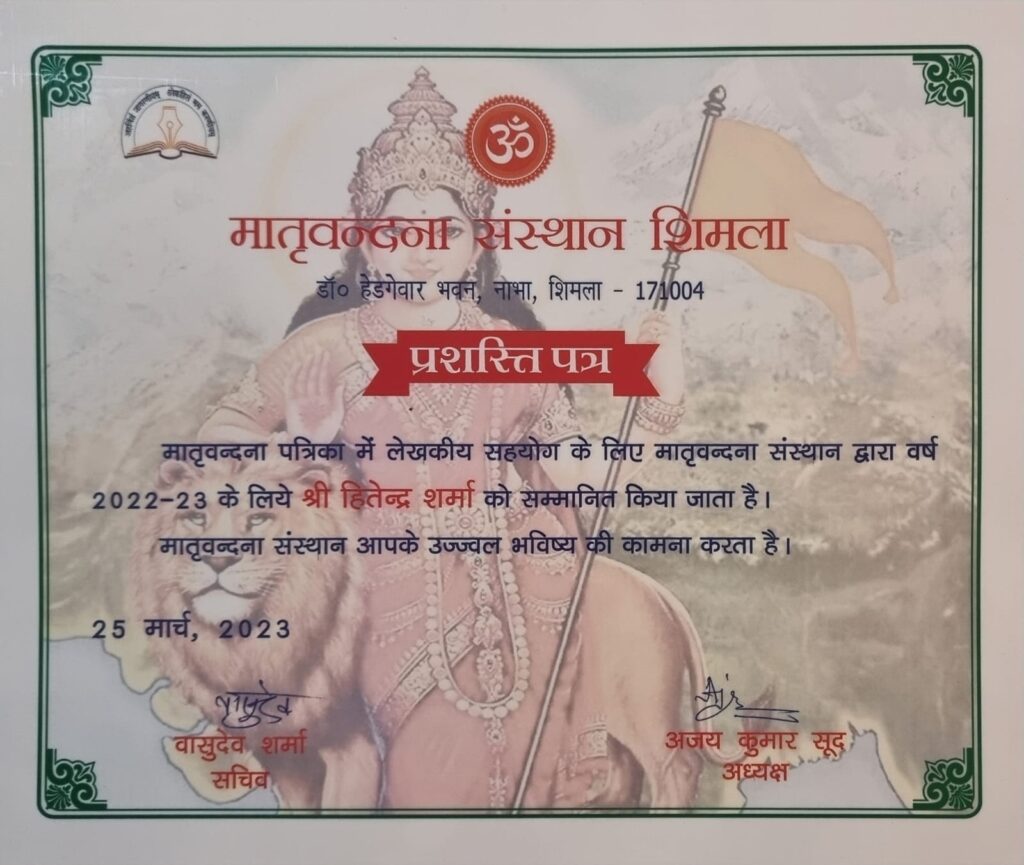 ॐ
मातृवन्दना संस्थान शिमला
डॉ० हेडगेवार भवन, नाभा, शिमला - 171004
प्रशस्ति पत्र
मातृवन्दना पत्रिका में लेखकीय सहयोग के लिए मातृवन्दना संस्थान द्वारा वर्ष
2022-23 के लिये श्री हितेन्द्र शर्मा को सम्मानित किया जाता है।
मातृवन्दना संस्थान आपके उज्ज्वल भविष्य की कामना करता है।
25 मार्च, 2023
वासुदेव शर्मा
सचिव
अजय कुमार सूद
अध्यक्ष